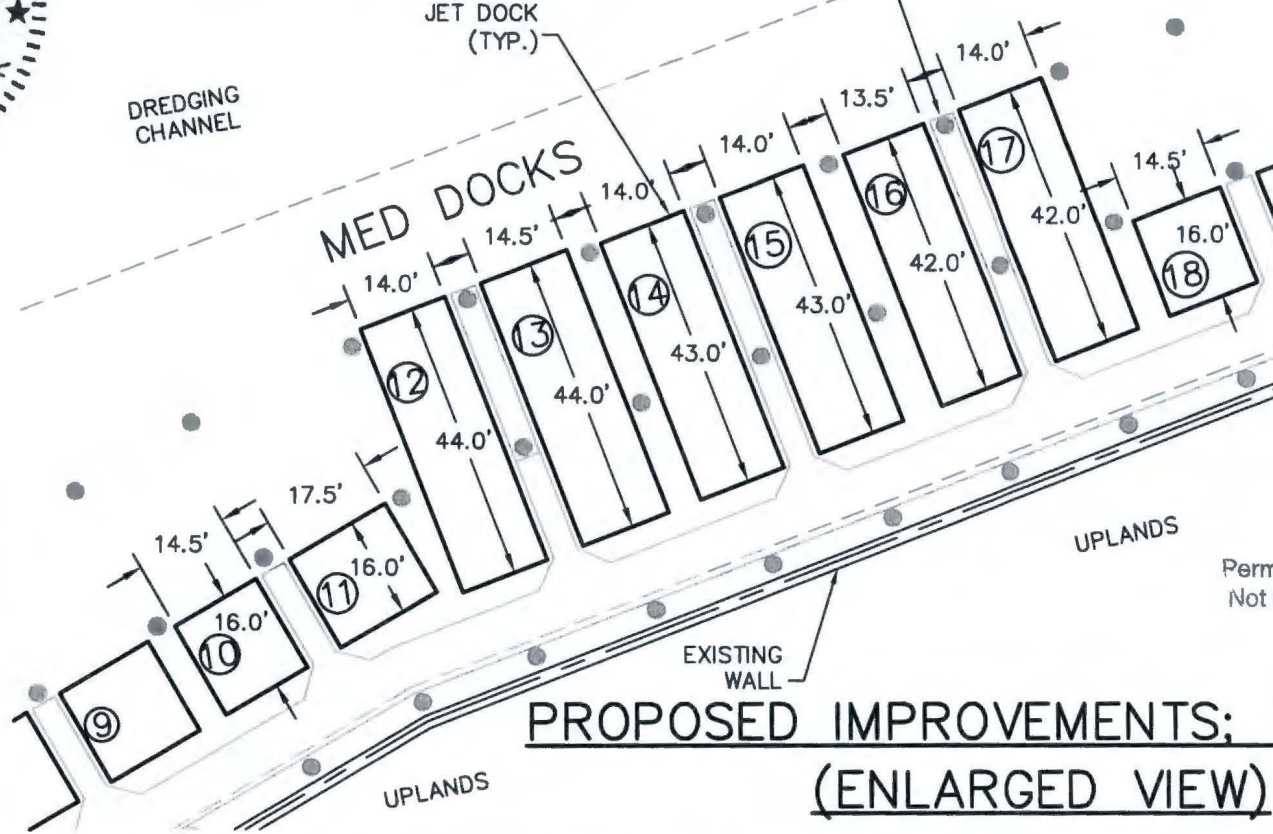 JET DOCK
(TYP.)
DREDGING
CHANNEL
MED DOCKS
14.0'
14.5'
14.0'
14.0'
13.5'
14.0'
14.5'
17.5'
14.5'
9
10
16.0'
11
16.0'
12
44.0'
13
44.0'
14
43.0'
15
43.0'
16
42.0'
17
42.0'
18
16.0'
UPLANDS
Perm
Not
EXISTING
WALL
UPLANDS
PROPOSED IMPROVEMENTS;
(ENLARGED VIEW)